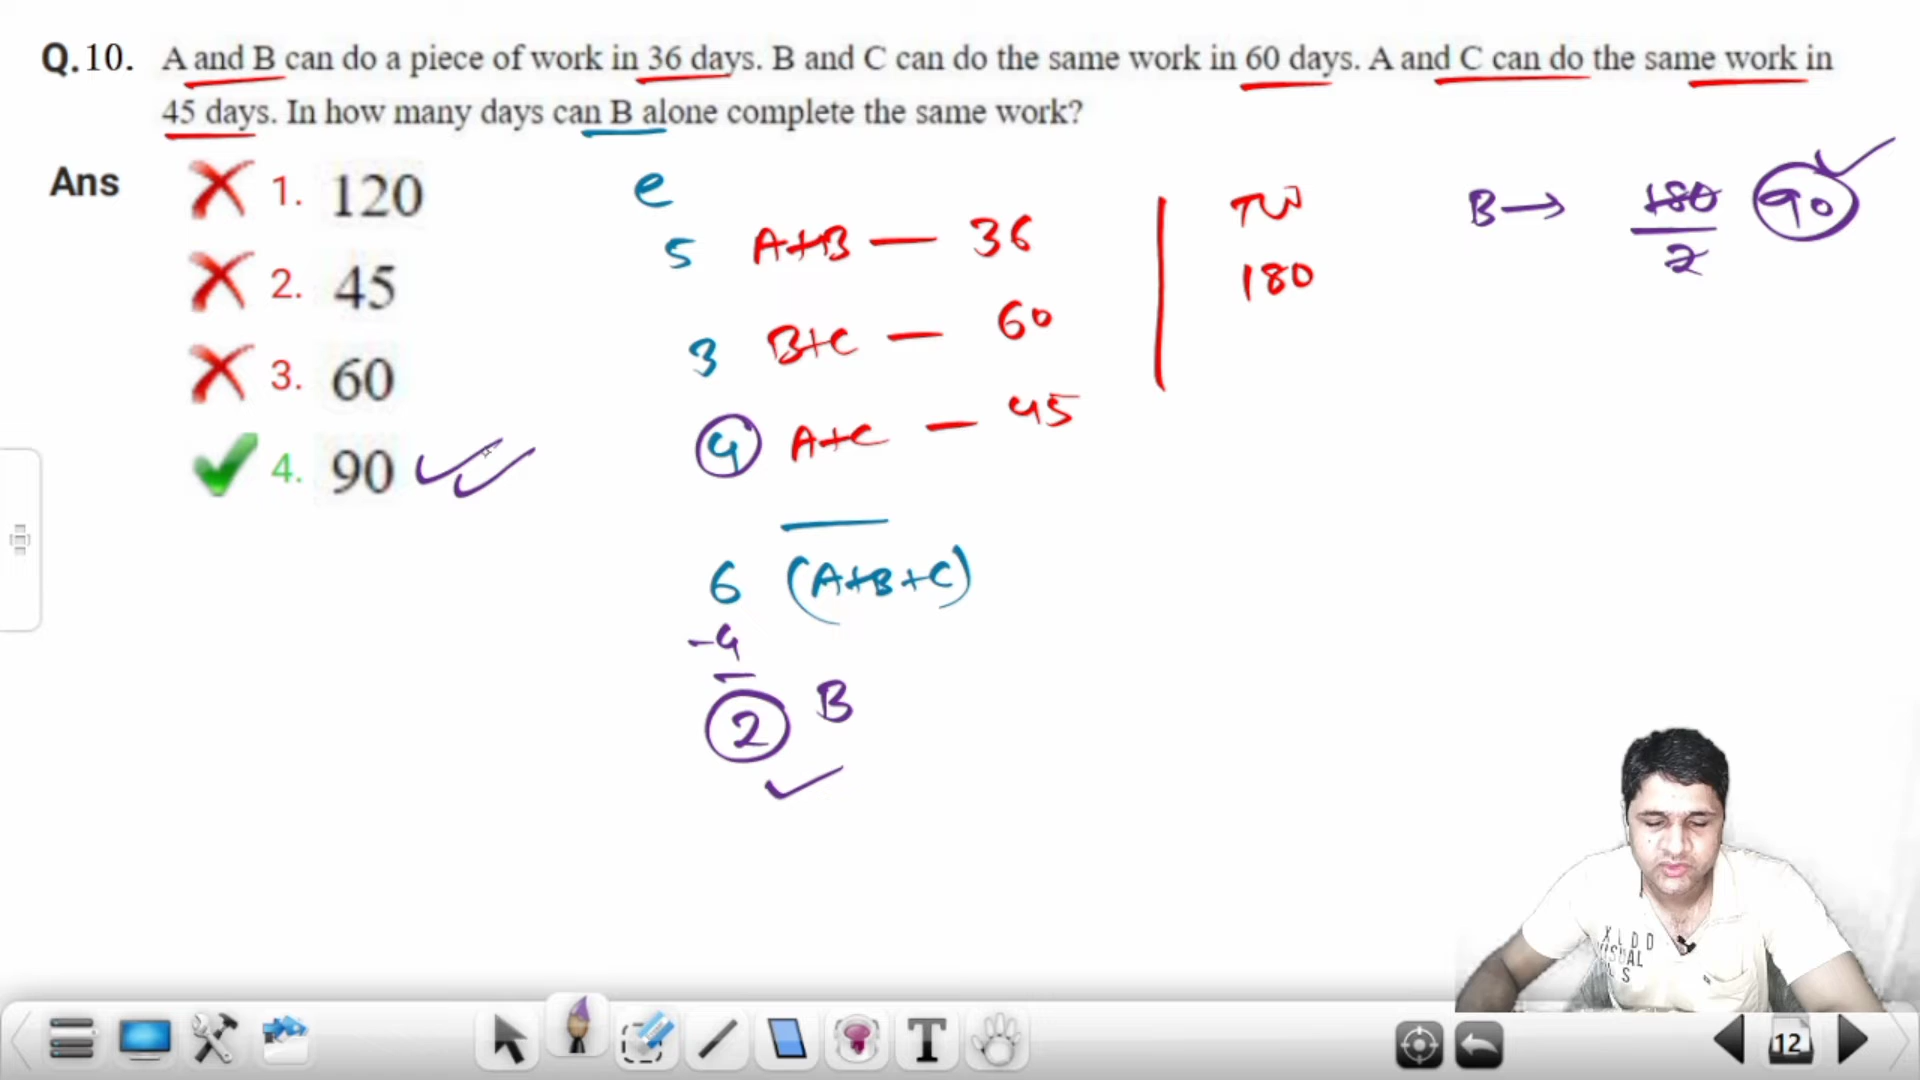 Q.10. A and B can do a piece of work in 36 days. B and C can do the same work in 60 days. A and C can do the same work in
45 days. In how many days can B alone complete the same work?
Ans
1. 120
2. 45
3. 60
4. 90
e
5 A+B — 36
3 B+C — 60
4 A+C — 45
6 (A+B+C)
-4
2 B
TW
180
B → 180
2
90
X L D D
VISUAL
L S
T
12